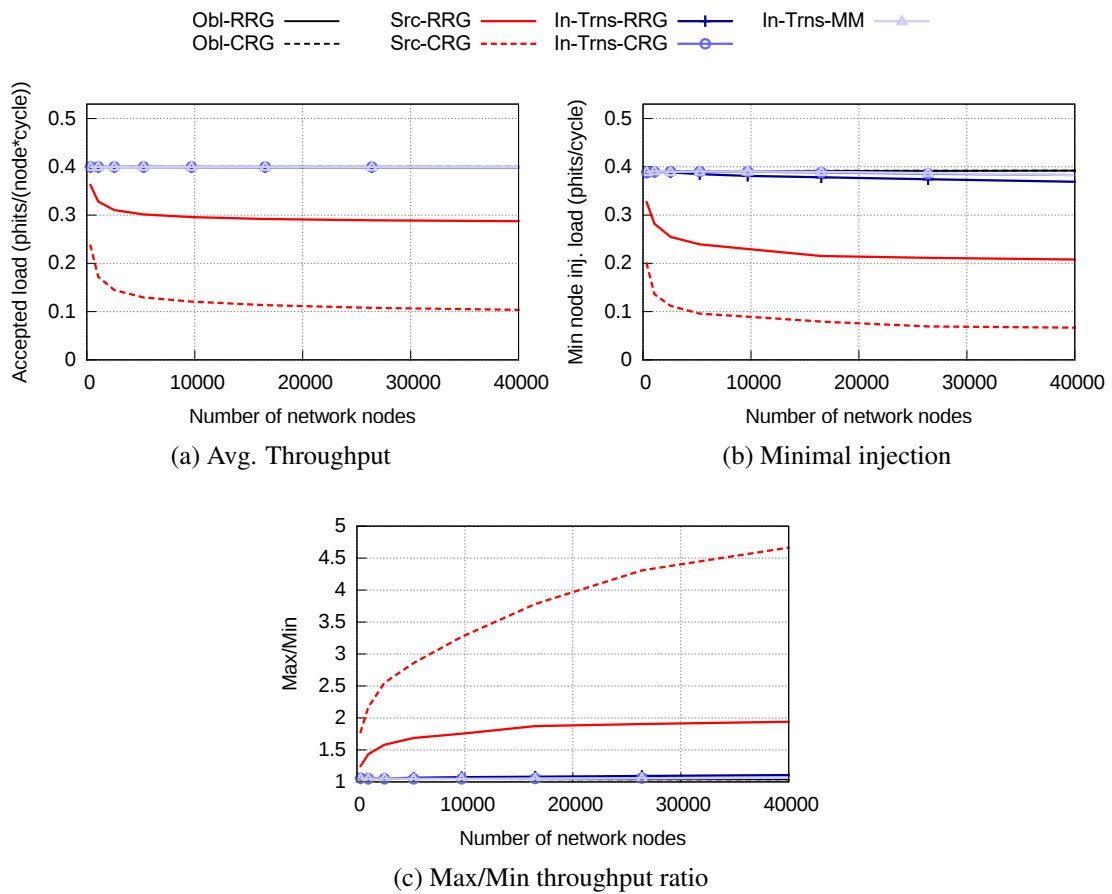 Obl-RRG Src-RRG In-Trns-RRG In-Trns-MM
Obl-CRG Src-CRG In-Trns-CRG
Accepted load (phits/(node*cycle))
0.5
0.4
0.3
0.2
0.1
0
0 10000 20000 30000 40000
Number of network nodes
(a) Avg. Throughput
Min node inj. load (phits/cycle)
0.5
0.4
0.3
0.2
0.1
0
0 10000 20000 30000 40000
Number of network nodes
(b) Minimal injection
Max/Min
5
4.5
4
3.5
3
2.5
2
1.5
1
0 10000 20000 30000 40000
Number of network nodes
(c) Max/Min throughput ratio